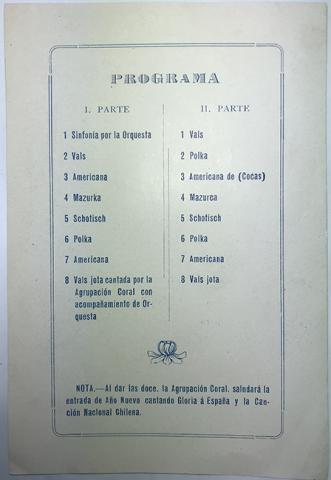 PROGRAMA
I. PARTE
1 Sinfonia por la Orquesta
2 Vals
3 Americana
4 Mazurka
5 Schotisch
6 Polka
7 Americana
8 Vals jota cantada por la
Agrupación Coral con
acompañamiento de Or-
questa
II. PARTE
1 Vals
2 Polka
3 Americana de (Cocas)
4 Mazurca
5 Schotisch
6 Polka
7 Americana
8 Vals jota
NOTA.—Al dar las doce, la Agrupación Coral, saludará la
entrada de Año Nuevo cantando Gloria á España y la Can-
ción Nacional Chilena.